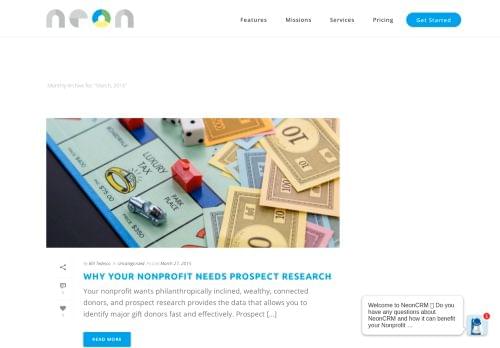 neon
Features Missions Services Pricing Get Started
Monthly Archive for: "March, 2015"
BOARDWALK
PRICE $400
LUXURY
TAX
PAY $75.00
PARK
PLACE
PRICE $350
10
10
by Bill Tedesco in Uncategorized Posted March 27, 2015
WHY YOUR NONPROFIT NEEDS PROSPECT RESEARCH
Your nonprofit wants philanthropically inclined, wealthy, connected
donors, and prospect research provides the data that allows you to
identify major gift donors fast and effectively. Prospect [...]
READ MORE
Welcome to NeonCRM 👋 Do you
have any questions about
NeonCRM and how it can benefit
your Nonprofit ...
1